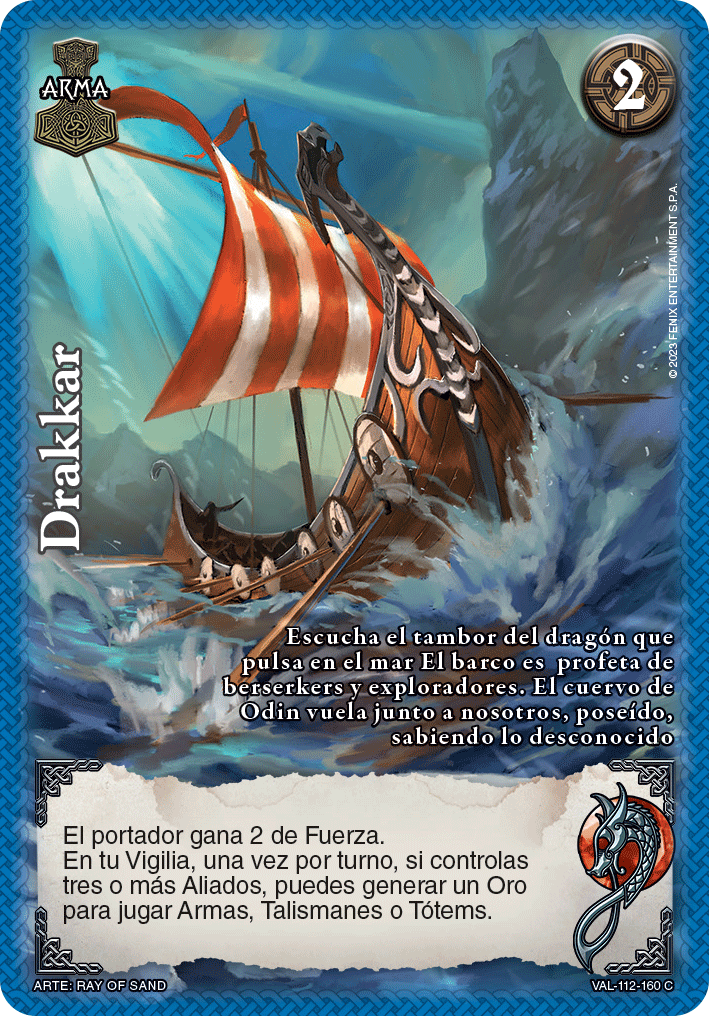 ARMA
2
© 2023 FENIX ENTERTAINMENT S.P.A.
Drakkar
Escucha el tambor del dragón que
pulsa en el mar El barco es profeta de
berserkers y exploradores. El cuervo de
Odin vuela junto a nosotros, poseído,
sabiendo lo desconocido
El portador gana 2 de Fuerza.
En tu Vigilia, una vez por turno, si controlas
tres o más Aliados, puedes generar un Oro
para jugar Armas, Talismanes o Tótems.
ARTE: RAY OF SAND
VAL-112-160 C